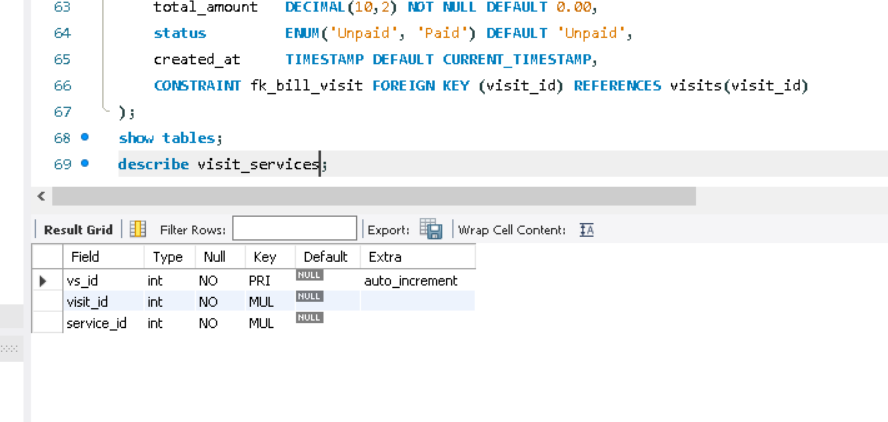 63 total_amount DECIMAL(10,2) NOT NULL DEFAULT 0.00,
64 status ENUM('Unpaid', 'Paid') DEFAULT 'Unpaid',
65 created_at TIMESTAMP DEFAULT CURRENT_TIMESTAMP,
66 CONSTRAINT fk_bill_visit FOREIGN KEY (visit_id) REFERENCES visits(visit_id)
67 );
68 show tables;
69 describe visit_services;
Result Grid Filter Rows: Export: Wrap Cell Content: IA
Field Type Null Key Default Extra
vs_id int NO PRI NULL auto_increment
visit_id int NO MUL NULL
service_id int NO MUL NULL